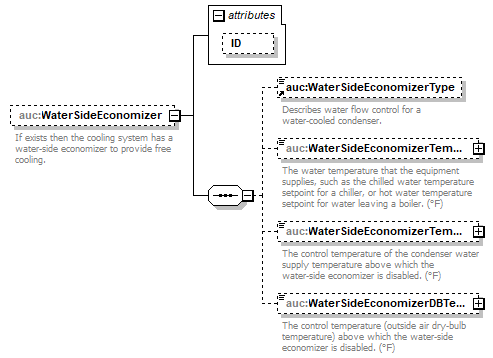 attributes
ID
auc:WaterSideEconomizer
If exists then the cooling system has a
water-side economizer to provide free
cooling.
auc:WaterSideEconomizerType
Describes water flow control for a
water-cooled condenser.
auc:WaterSideEconomizerTem...
The water temperature that the equipment
supplies, such as the chilled water temperature
setpoint for a chiller, or hot water temperature
setpoint for water leaving a boiler. (°F)
auc:WaterSideEconomizerTem...
The control temperature of the condenser water
supply temperature above which the
water-side economizer is disabled. (°F)
auc:WaterSideEconomizerDBTe...
The control temperature (outside air dry-bulb
temperature) above which the water-side
economizer is disabled. (°F)